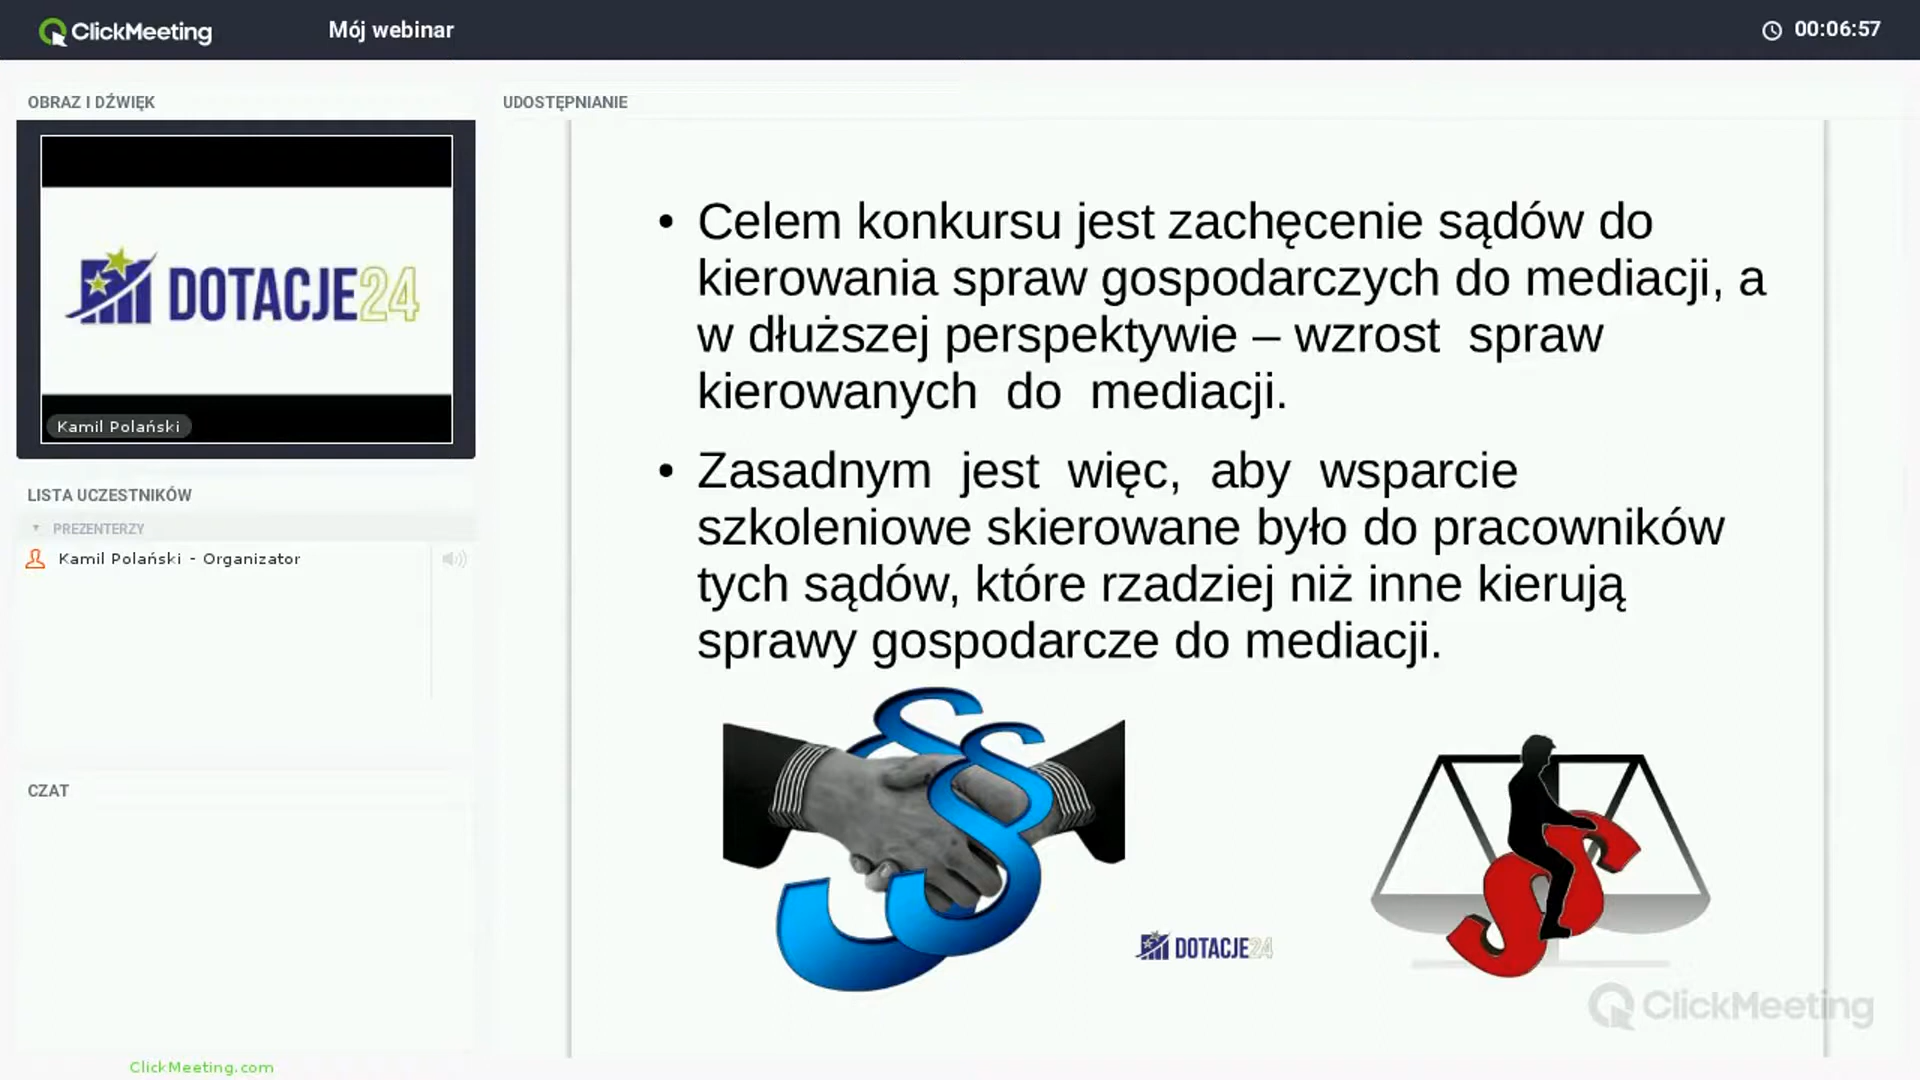 ClickMeeting
Mój webinar
00:06:57
OBRAZ I DŹWIĘK
DOTACJE24
Kamil Polański
LISTA UCZESTNIKÓW
PREZENTERZY
Kamil Polański - Organizator
CZAT
ClickMeeting.com
UDOSTĘPNIANIE
• Celem konkursu jest zachęcenie sądów do
kierowania spraw gospodarczych do mediacji, a
w dłuższej perspektywie – wzrost spraw
kierowanych do mediacji.
• Zasadnym jest więc, aby wsparcie
szkoleniowe skierowane było do pracowników
tych sądów, które rzadziej niż inne kierują
sprawy gospodarcze do mediacji.
DOTACJE24
ClickMeeting